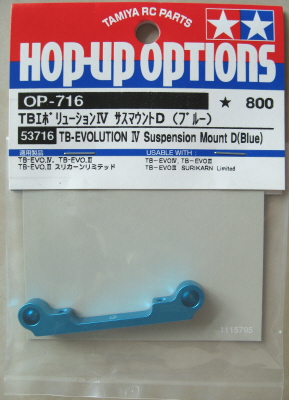 TAMIYA RC PARTS
HOP-UP OPTIONS
OP-716 ★ 800
TBエボリューションIV サスマウントD (ブルー)
53716 TB-EVOLUTION IV Suspension Mount D(Blue)
適用製品 USABLE WITH:
TB-EVO.IV、TB-EVO.III TB-EVOIV, TB-EVOIII
TB-EVO.III スリカーンリミテッド TB-EVOIII SURIKARN Limited
1116795